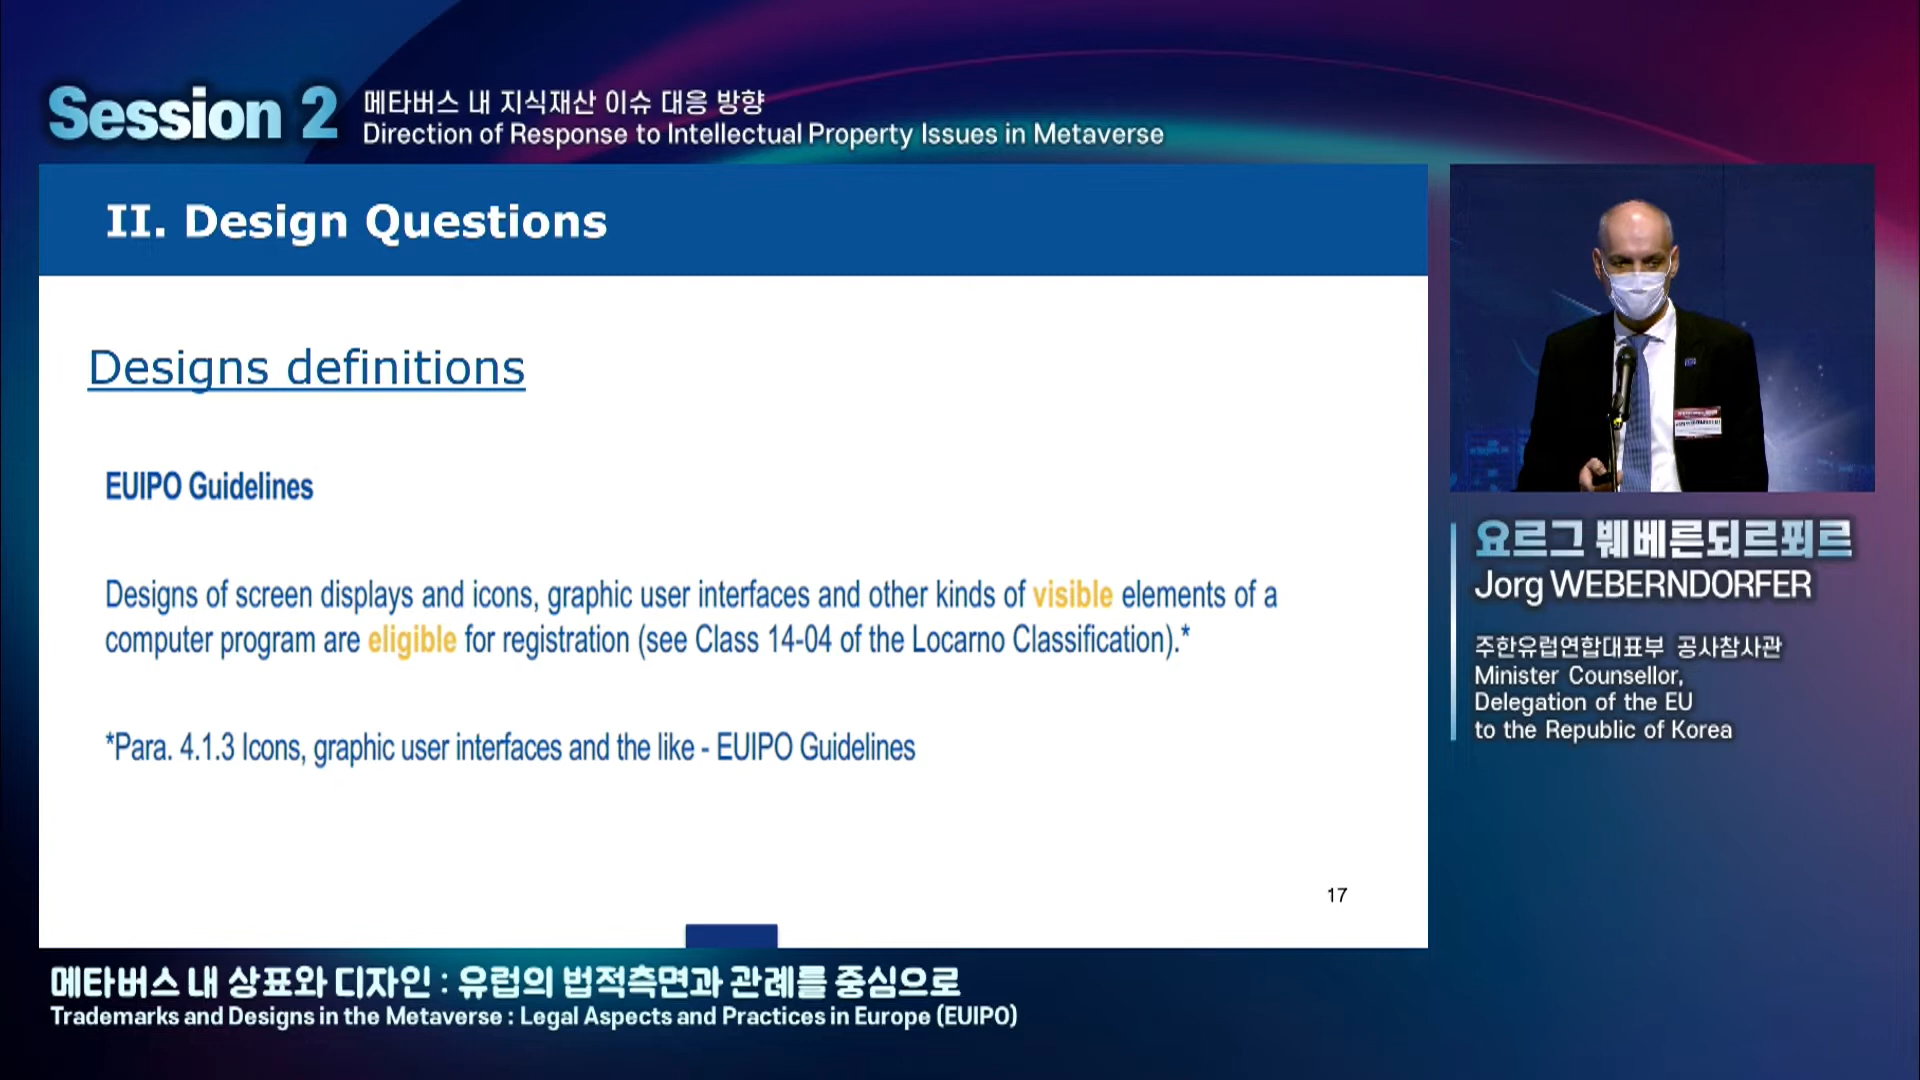 Session 2
메타버스 내 지식재산 이슈 대응 방향
Direction of Response to Intellectual Property Issues in Metaverse
II. Design Questions
Designs definitions
EUIPO Guidelines
Designs of screen displays and icons, graphic user interfaces and other kinds of visible elements of a
computer program are eligible for registration (see Class 14-04 of the Locarno Classification).*
*Para. 4.1.3 Icons, graphic user interfaces and the like - EUIPO Guidelines
17
요르그 붸베른되르푀르
Jorg WEBERNDORFER
주한유럽연합대표부 공사참사관
Minister Counsellor,
Delegation of the EU
to the Republic of Korea
메타버스 내 상표와 디자인 : 유럽의 법적측면과 관례를 중심으로
Trademarks and Designs in the Metaverse : Legal Aspects and Practices in Europe (EUIPO)